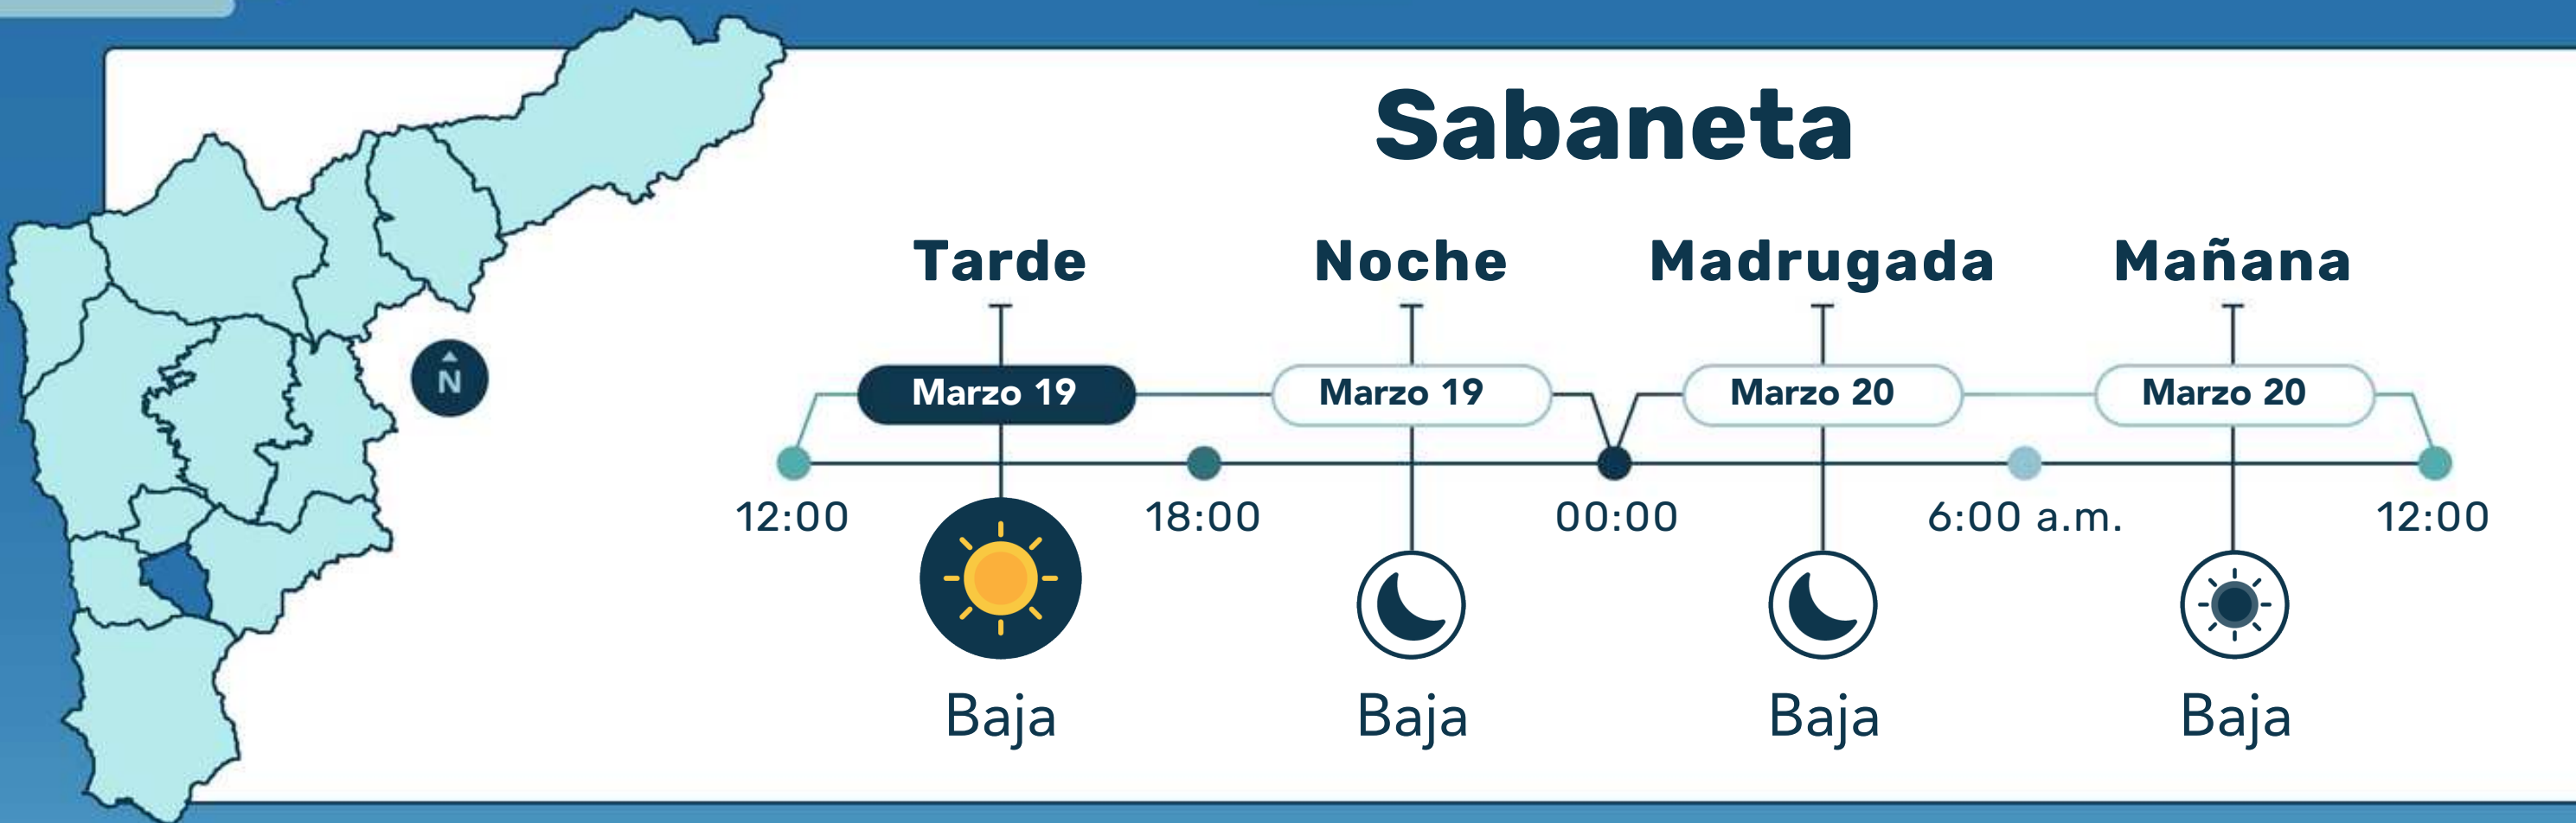 Sabaneta
Tarde Noche Madrugada Mañana
N
Marzo 19 Marzo 19 Marzo 20 Marzo 20
12:00 18:00 00:00 6:00 a.m. 12:00
Baja Baja Baja Baja